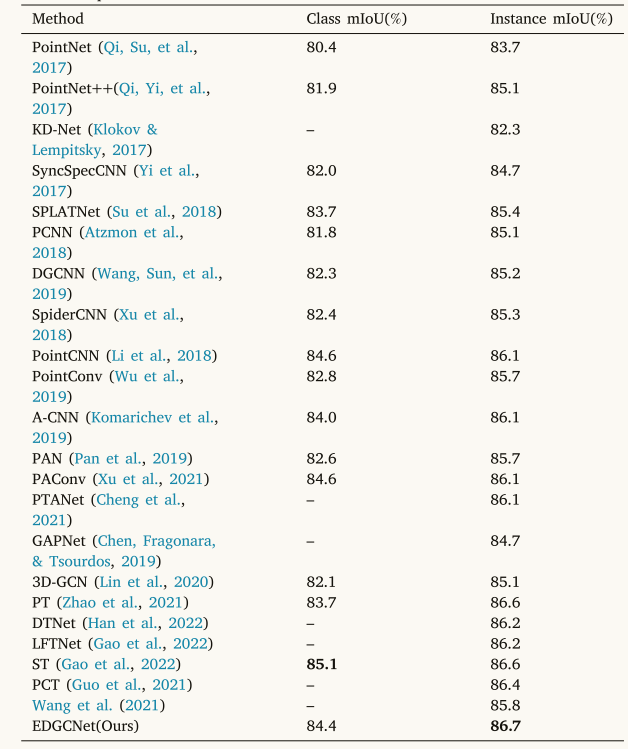 Method Class mIoU(%) Instance mIoU(%)
PointNet (Qi, Su, et al., 80.4 83.7
2017)
PointNet++(Qi, Yi, et al., 81.9 85.1
2017)
KD-Net (Klokov & – 82.3
Lempitsky, 2017)
SyncSpecCNN (Yi et al., 82.0 84.7
2017)
SPLATNet (Su et al., 2018) 83.7 85.4
PCNN (Atzmon et al., 81.8 85.1
2018)
DGCNN (Wang, Sun, et al., 82.3 85.2
2019)
SpiderCNN (Xu et al., 82.4 85.3
2018)
PointCNN (Li et al., 2018) 84.6 86.1
PointConv (Wu et al., 82.8 85.7
2019)
A-CNN (Komarichev et al., 84.0 86.1
2019)
PAN (Pan et al., 2019) 82.6 85.7
PAConv (Xu et al., 2021) 84.6 86.1
PTANet (Cheng et al., – 86.1
2021)
GAPNet (Chen, Fragonara, – 84.7
& Tsourdos, 2019)
3D-GCN (Lin et al., 2020) 82.1 85.1
PT (Zhao et al., 2021) 83.7 86.6
DTNet (Han et al., 2022) – 86.2
LFTNet (Gao et al., 2022) – 86.2
ST (Gao et al., 2022) 85.1 86.6
PCT (Guo et al., 2021) – 86.4
Wang et al. (2021) – 85.8
EDGCNet(Ours) 84.4 86.7